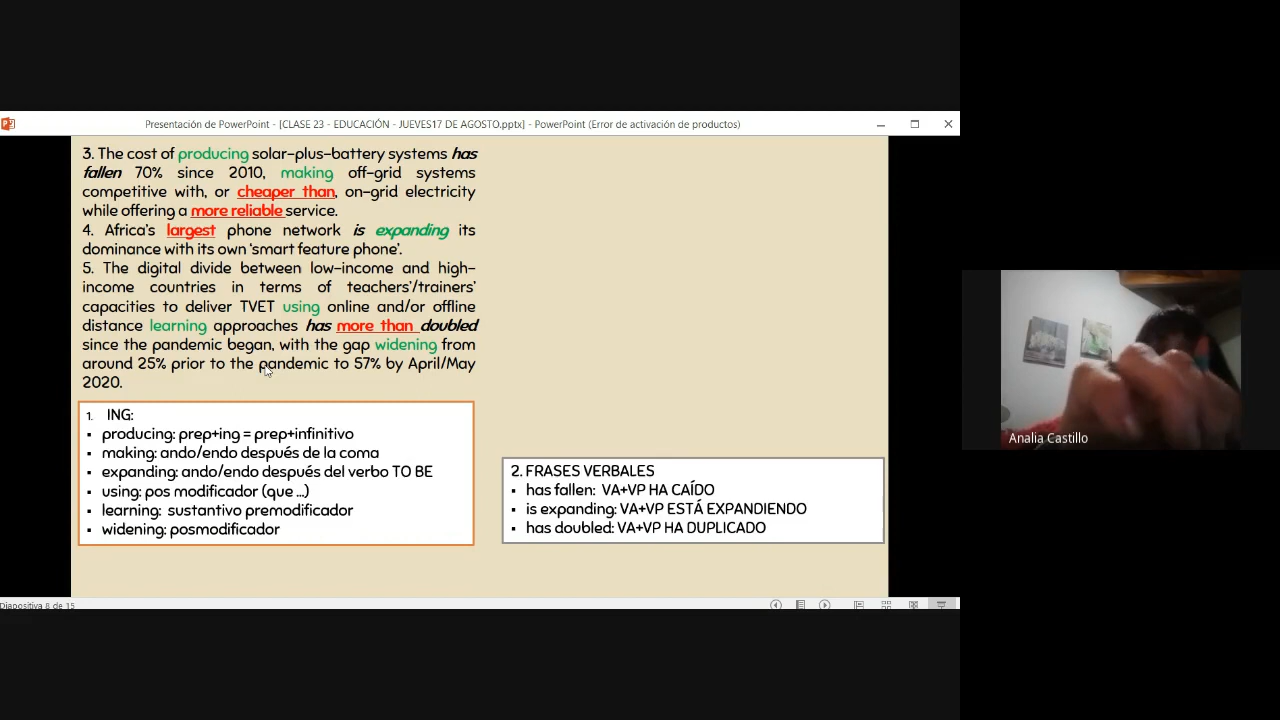 Presentación de PowerPoint - [CLASE 23 - EDUCACIÓN - JUEVES17 DE AGOSTO.pptx] - PowerPoint (Error de activación de productos)
3. The cost of producing solar-plus-battery systems has
fallen 70% since 2010, making off-grid systems
competitive with, or cheaper than, on-grid electricity
while offering a more reliable service.
4. Africa's largest phone network is expanding its
dominance with its own 'smart feature phone'.
5. The digital divide between low-income and high-
income countries in terms of teachers'/trainers'
capacities to deliver TVET using online and/or offline
distance learning approaches has more than doubled
since the pandemic began, with the gap widening from
around 25% prior to the pandemic to 57% by April/May
2020.
1. ING:
▪ producing: prep+ing = prep+infinitivo
▪ making: ando/endo después de la coma
▪ expanding: ando/endo después del verbo TO BE
▪ using: pos modificador (que ...)
▪ learning: sustantivo premodificador
▪ widening: posmodificador
2. FRASES VERBALES
▪ has fallen: VA+VP HA CAÍDO
▪ is expanding: VA+VP ESTÁ EXPANDIENDO
▪ has doubled: VA+VP HA DUPLICADO
Analia Castillo
Diapositiva 8 de 15